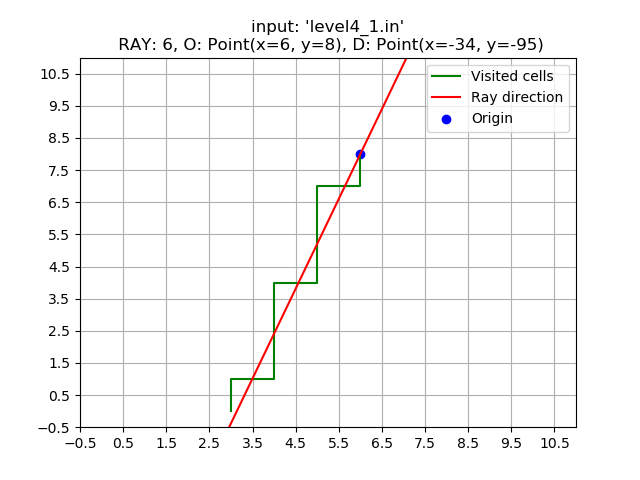 input: 'level4_1.in'
RAY: 6, O: Point(x=6, y=8), D: Point(x=-34, y=-95)
Visited cells
Ray direction
Origin
10.5
9.5
8.5
7.5
6.5
5.5
4.5
3.5
2.5
1.5
0.5
−0.5
−0.5 0.5 1.5 2.5 3.5 4.5 5.5 6.5 7.5 8.5 9.5 10.5